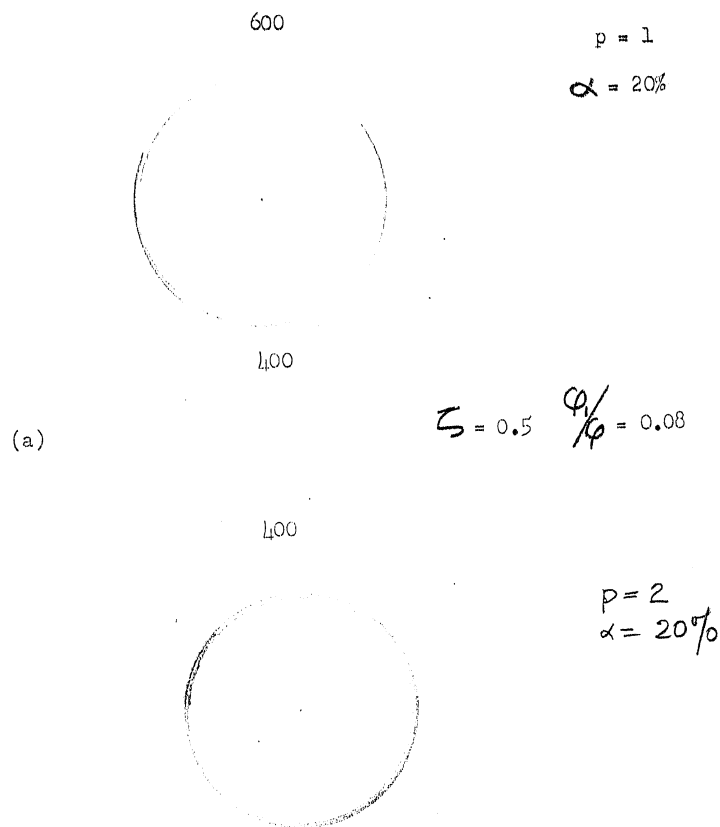 600
p = 1
α = 20%
400
(a)
ζ = 0.5 φ₁/φ = 0.08
400
p = 2
α = 20%